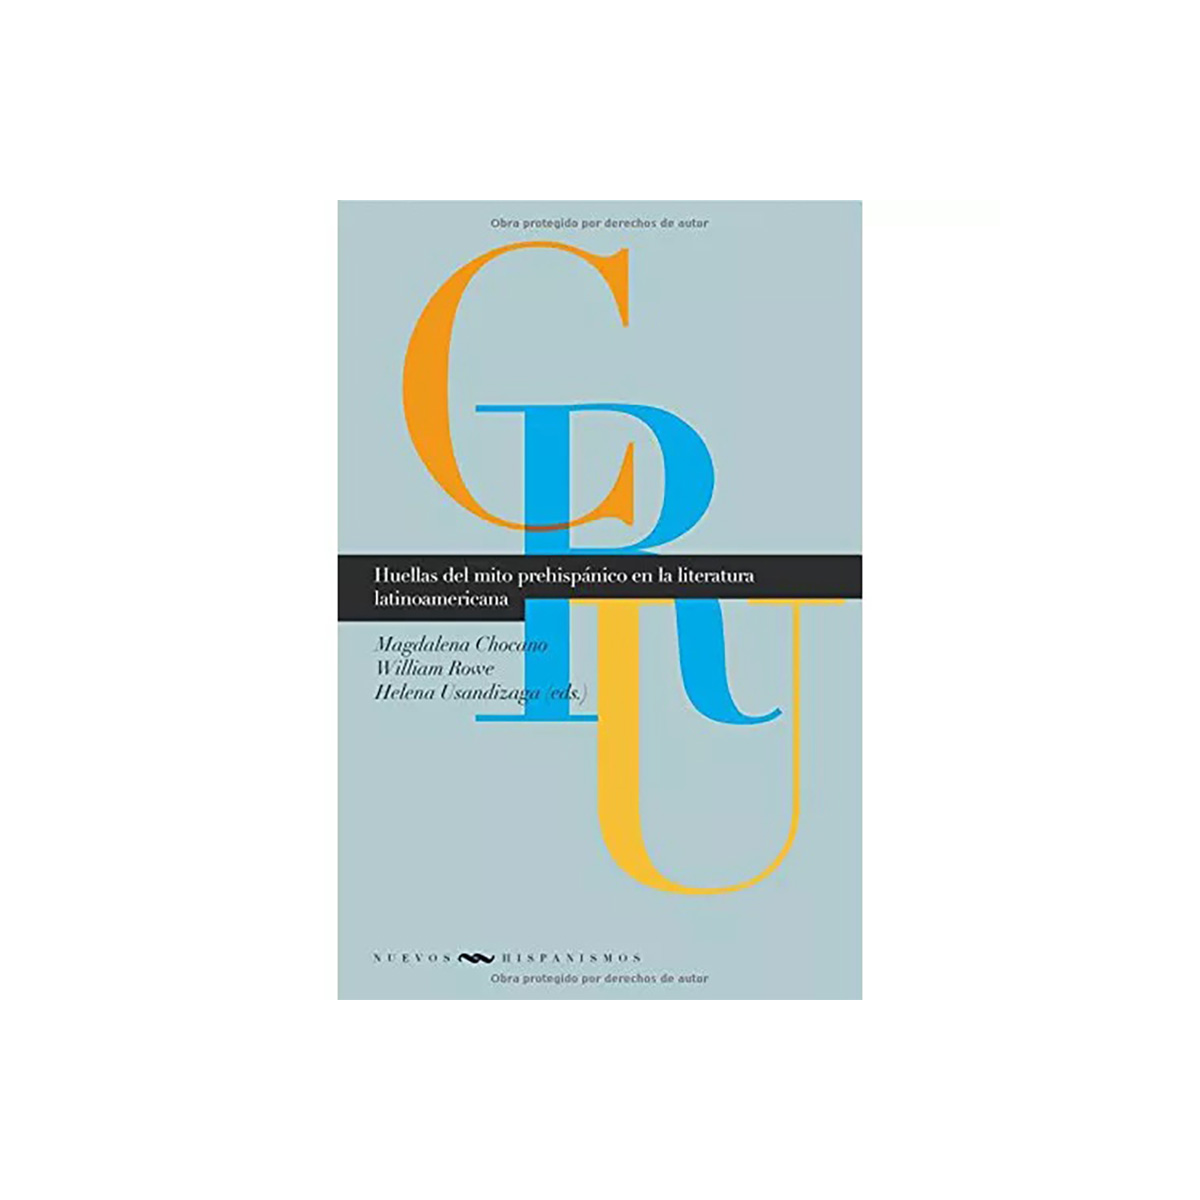 Obra protegido por derechos de autor
C
R
Huellas del mito prehispánico en la literatura
latinoamericana
U
Magdalena Chocano
William Rowe
Helena Usandizaga (eds.)
NUEVOS HISPANISMOS
Obra protegido por derechos de autor